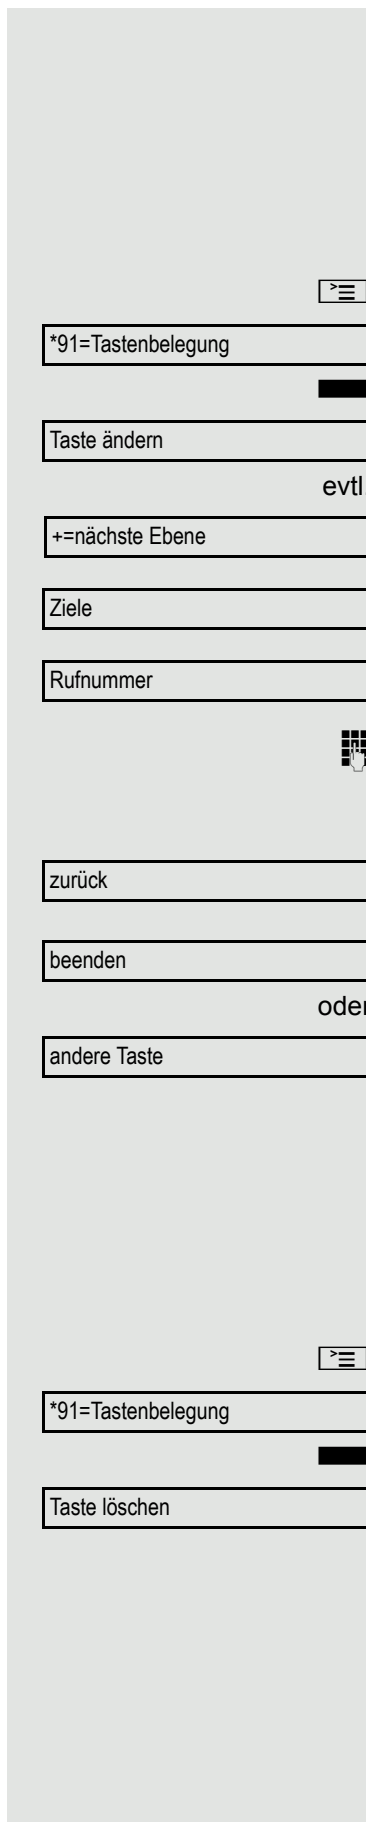 *91=Tastenbelegung
Taste ändern
evtl.
+=nächste Ebene
Ziele
Rufnummer
zurück
beenden
oder
andere Taste
*91=Tastenbelegung
Taste löschen